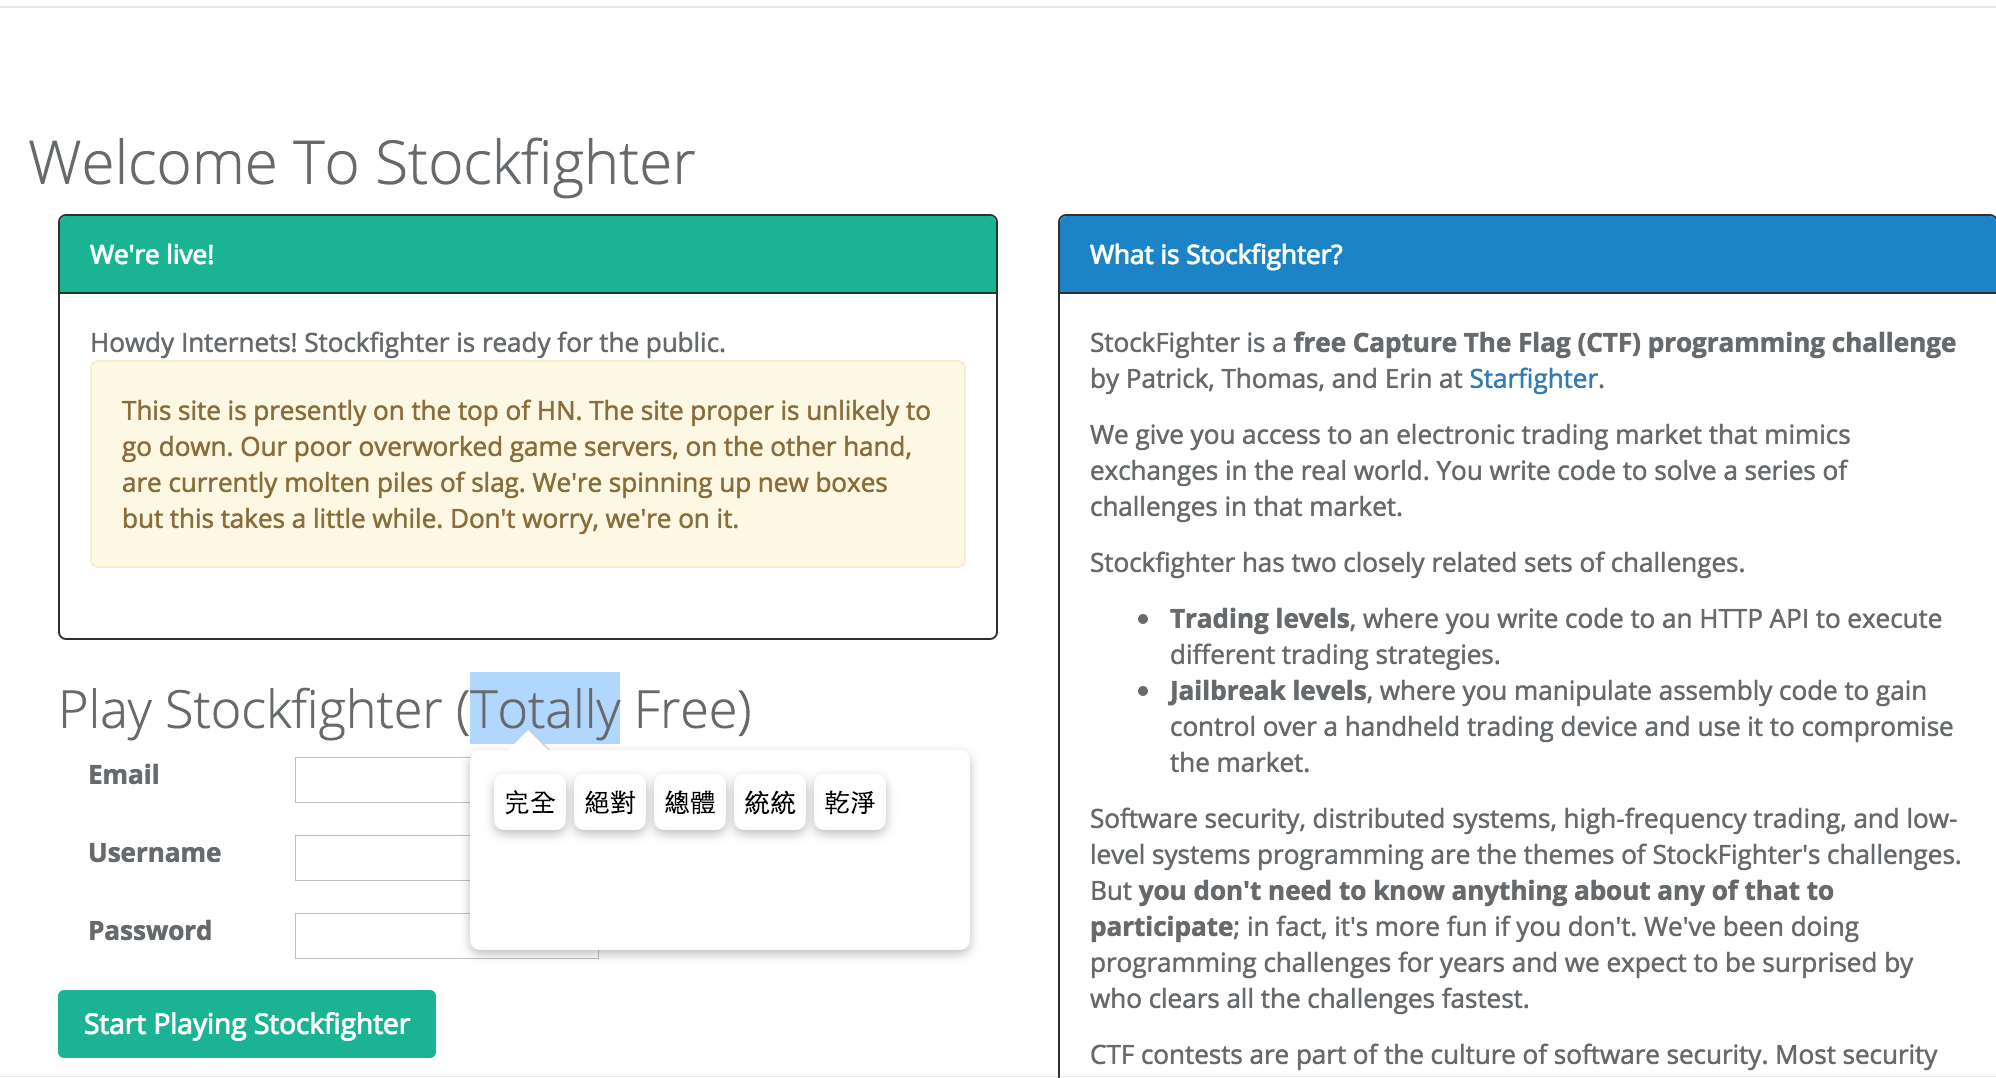 Welcome To Stockfighter
We're live!
Howdy Internets! Stockfighter is ready for the public.
This site is presently on the top of HN. The site proper is unlikely to
go down. Our poor overworked game servers, on the other hand,
are currently molten piles of slag. We're spinning up new boxes
but this takes a little while. Don't worry, we're on it.
Play Stockfighter (Totally Free)
完全 絕對 總體 統統 乾淨
Email
Username
Password
Start Playing Stockfighter
What is Stockfighter?
StockFighter is a free Capture The Flag (CTF) programming challenge
by Patrick, Thomas, and Erin at Starfighter.
We give you access to an electronic trading market that mimics
exchanges in the real world. You write code to solve a series of
challenges in that market.
Stockfighter has two closely related sets of challenges.
• Trading levels, where you write code to an HTTP API to execute
different trading strategies.
• Jailbreak levels, where you manipulate assembly code to gain
control over a handheld trading device and use it to compromise
the market.
Software security, distributed systems, high-frequency trading, and low-
level systems programming are the themes of StockFighter's challenges.
But you don't need to know anything about any of that to
participate; in fact, it's more fun if you don't. We've been doing
programming challenges for years and we expect to be surprised by
who clears all the challenges fastest.
CTF contests are part of the culture of software security. Most security